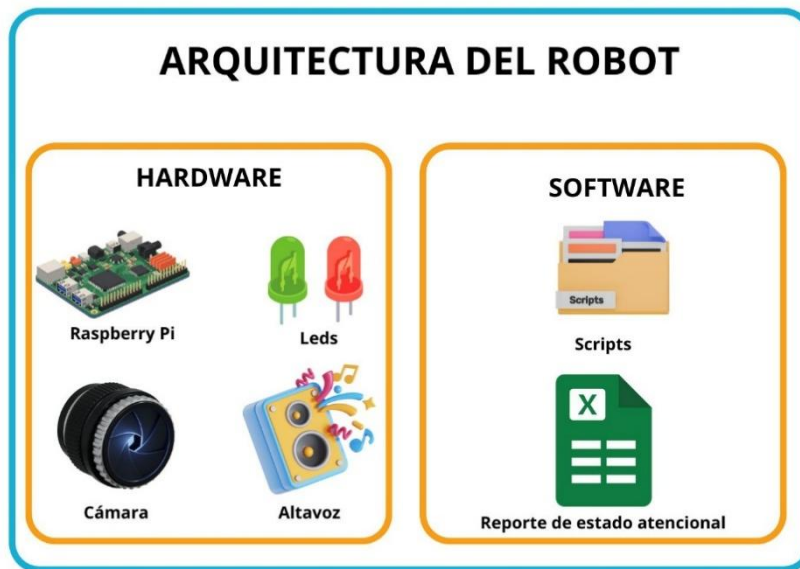 ARQUITECTURA DEL ROBOT
HARDWARE
Raspberry Pi
Leds
Cámara
Altavoz
SOFTWARE
Scripts
Scripts
X
Reporte de estado atencional